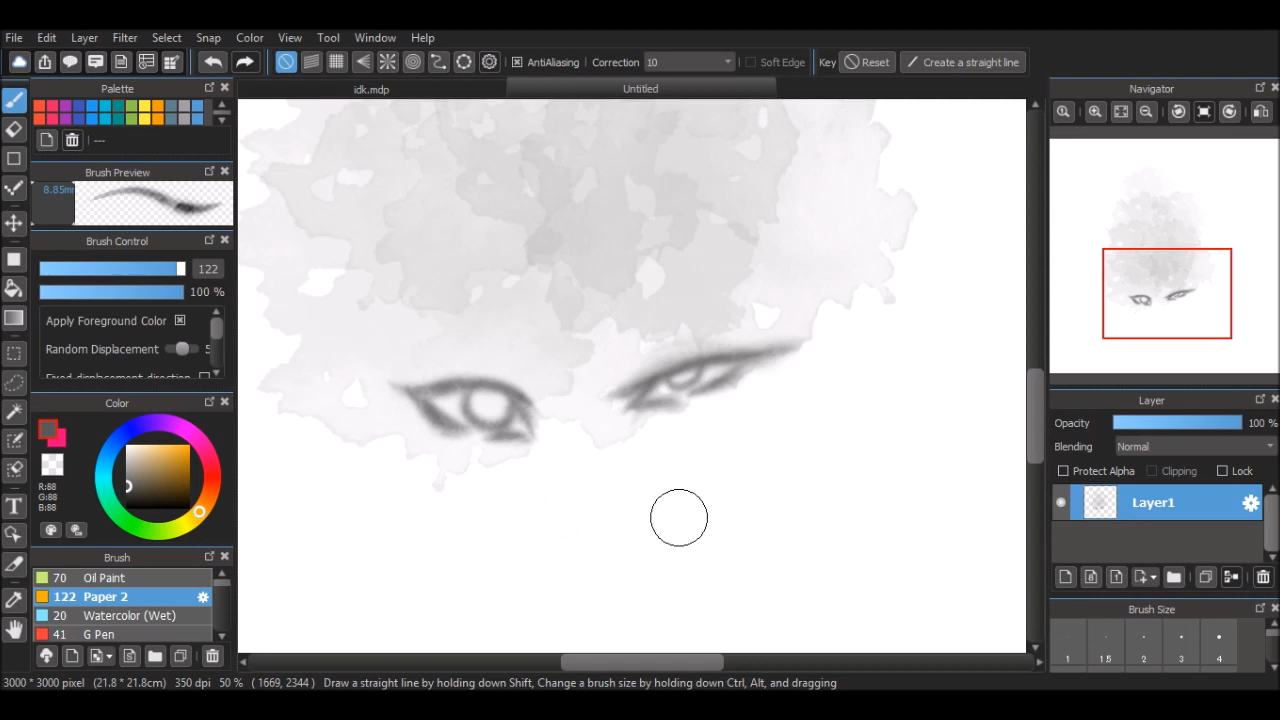 File Edit Layer Filter Select Snap Color View Tool Window Help
AntiAliasing Correction 10 Soft Edge Key Reset Create a straight line
Palette
idk.mdp Untitled
Navigator
---
Brush Preview
8.85m
Brush Control
122
100 %
Apply Foreground Color
Random Displacement 5
Fixed displacement direction
Color
R:88
G:88
B:88
Brush
70 Oil Paint
122 Paper 2
20 Watercolor (Wet)
41 G Pen
T
Layer
Opacity 100 %
Blending Normal
Protect Alpha Clipping Lock
Layer1
Brush Size
1 1.5 2 3 4
3000 * 3000 pixel (21.8 * 21.8cm) 350 dpi 50 % ( 1669, 2344 ) Draw a straight line by holding down Shift, Change a brush size by holding down Ctrl, Alt, and dragging